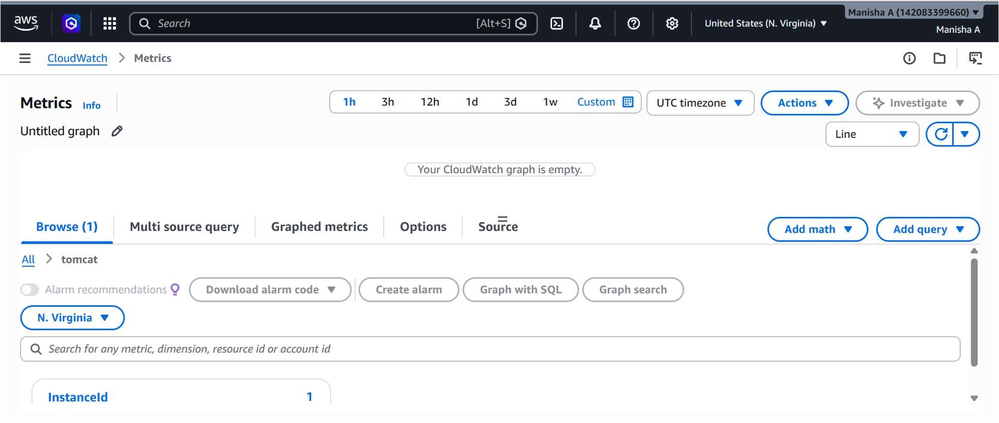 aws
Search [Alt+S]
United States (N. Virginia)
Manisha A (142083399660)
Manisha A
CloudWatch > Metrics
Metrics Info
1h 3h 12h 1d 3d 1w Custom
UTC timezone
Actions
Investigate
Untitled graph
Line
Your CloudWatch graph is empty.
Browse (1) Multi source query Graphed metrics Options Source
Add math Add query
All > tomcat
Alarm recommendations Download alarm code Create alarm Graph with SQL Graph search
N. Virginia
Search for any metric, dimension, resource id or account id
InstanceId 1